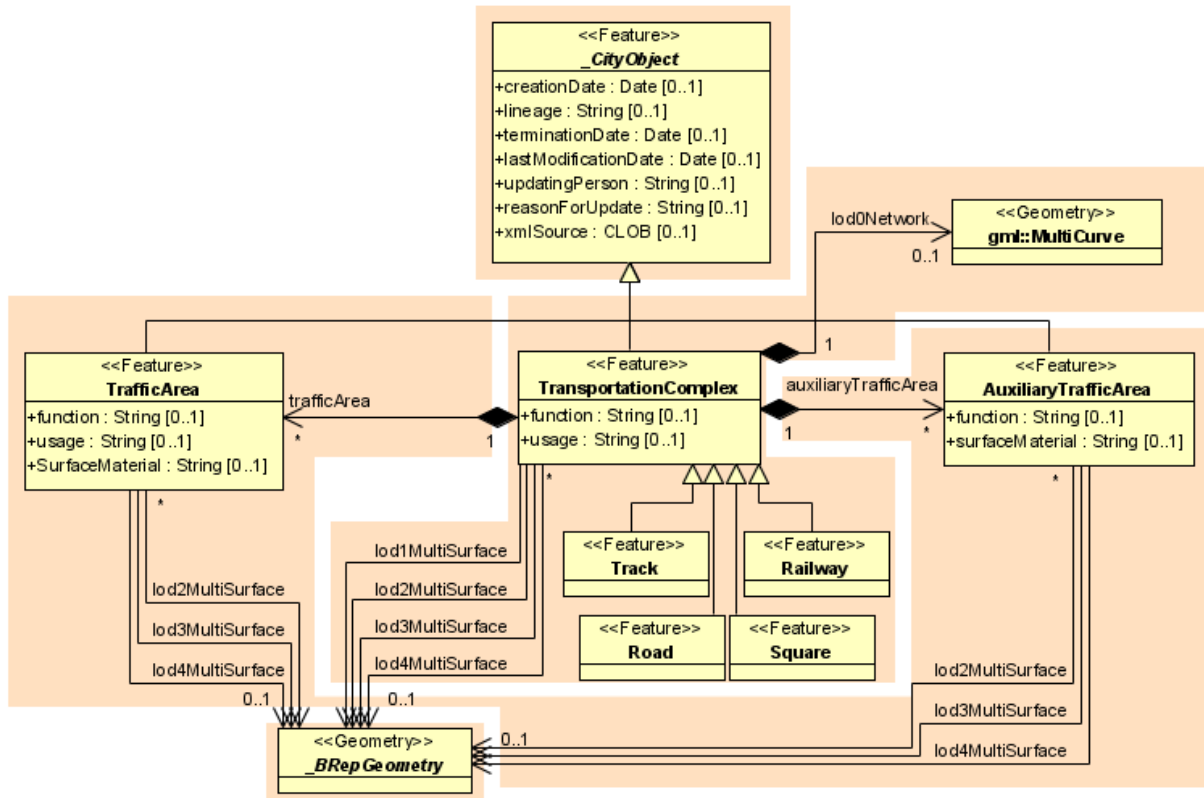 <<Feature>>
_CityObject
+creationDate : Date [0..1]
+lineage : String [0..1]
+terminationDate : Date [0..1]
+lastModificationDate : Date [0..1]
+updatingPerson : String [0..1]
+reasonForUpdate : String [0..1]
+xmlSource : CLOB [0..1]
lod0Network
0..1
<<Geometry>>
gml::MultiCurve
<<Feature>>
TrafficArea
+function : String [0..1]
+usage : String [0..1]
+SurfaceMaterial : String [0..1]
trafficArea
*
1
<<Feature>>
TransportationComplex
+function : String [0..1]
+usage : String [0..1]
1
auxiliaryTrafficArea
1
*
<<Feature>>
AuxiliaryTrafficArea
+function : String [0..1]
+surfaceMaterial : String [0..1]
*
*
*
lod1MultiSurface
lod2MultiSurface
lod3MultiSurface
lod4MultiSurface
<<Feature>>
Track
<<Feature>>
Railway
<<Feature>>
Road
<<Feature>>
Square
lod2MultiSurface
lod3MultiSurface
lod4MultiSurface
0..1
0..1
lod2MultiSurface
lod3MultiSurface
lod4MultiSurface
0..1
<<Geometry>>
_BRepGeometry